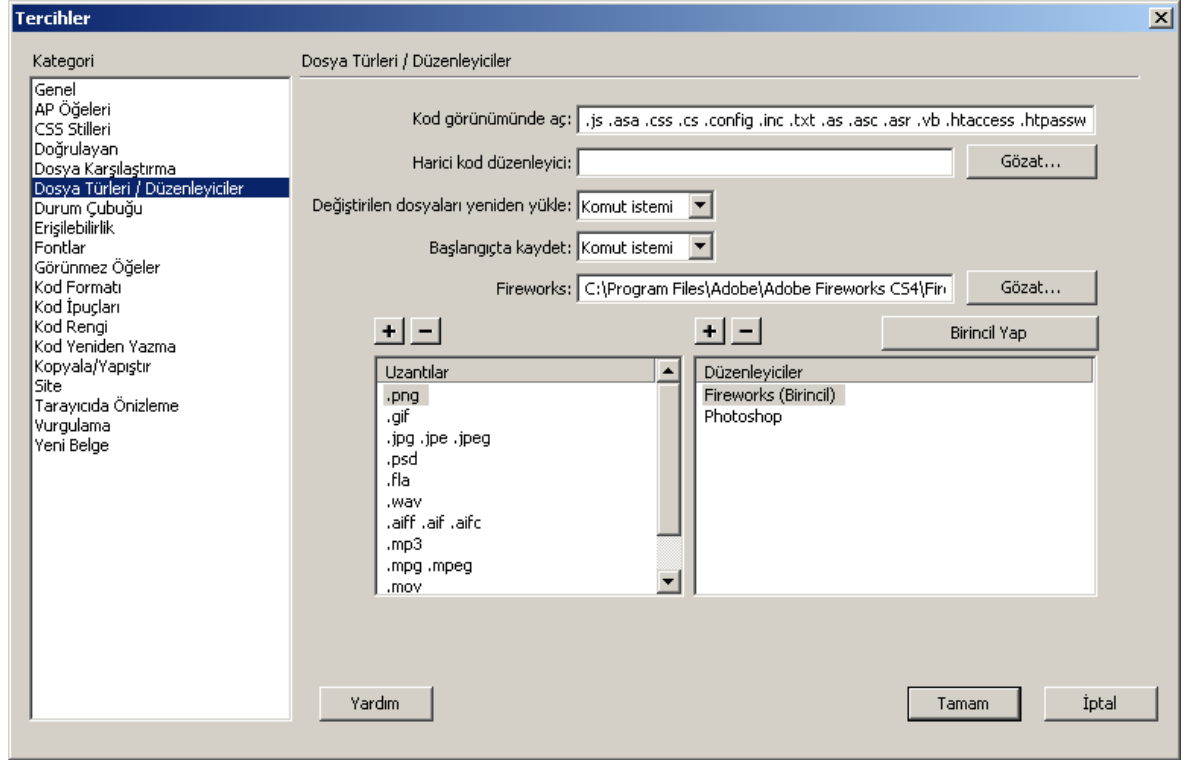 Tercihler
Kategori
Genel
AP Öğeleri
CSS Stilleri
Doğrulayan
Dosya Karşılaştırma
Dosya Türleri / Düzenleyiciler
Durum Çubuğu
Erişilebilirlik
Fontlar
Görünmez Öğeler
Kod Formatı
Kod İpuçları
Kod Rengi
Kod Yeniden Yazma
Kopyala/Yapıştır
Site
Tarayıcıda Önizleme
Vurgulama
Yeni Belge
Dosya Türleri / Düzenleyiciler
Kod görünümünde aç: .js .asa .css .cs .config .inc .txt .as .asc .asr .vb .htaccess .htpassw
Harici kod düzenleyici: Gözat...
Değiştirilen dosyaları yeniden yükle: Komut istemi
Başlangıçta kaydet: Komut istemi
Fireworks: C:\Program Files\Adobe\Adobe Fireworks CS4\Fir Gözat...
+ − + − Birincil Yap
Uzantılar
.png
.gif
.jpg .jpe .jpeg
.psd
.fla
.wav
.aiff .aif .aifc
.mp3
.mpg .mpeg
.mov
Düzenleyiciler
Fireworks (Birincil)
Photoshop
Yardım Tamam İptal